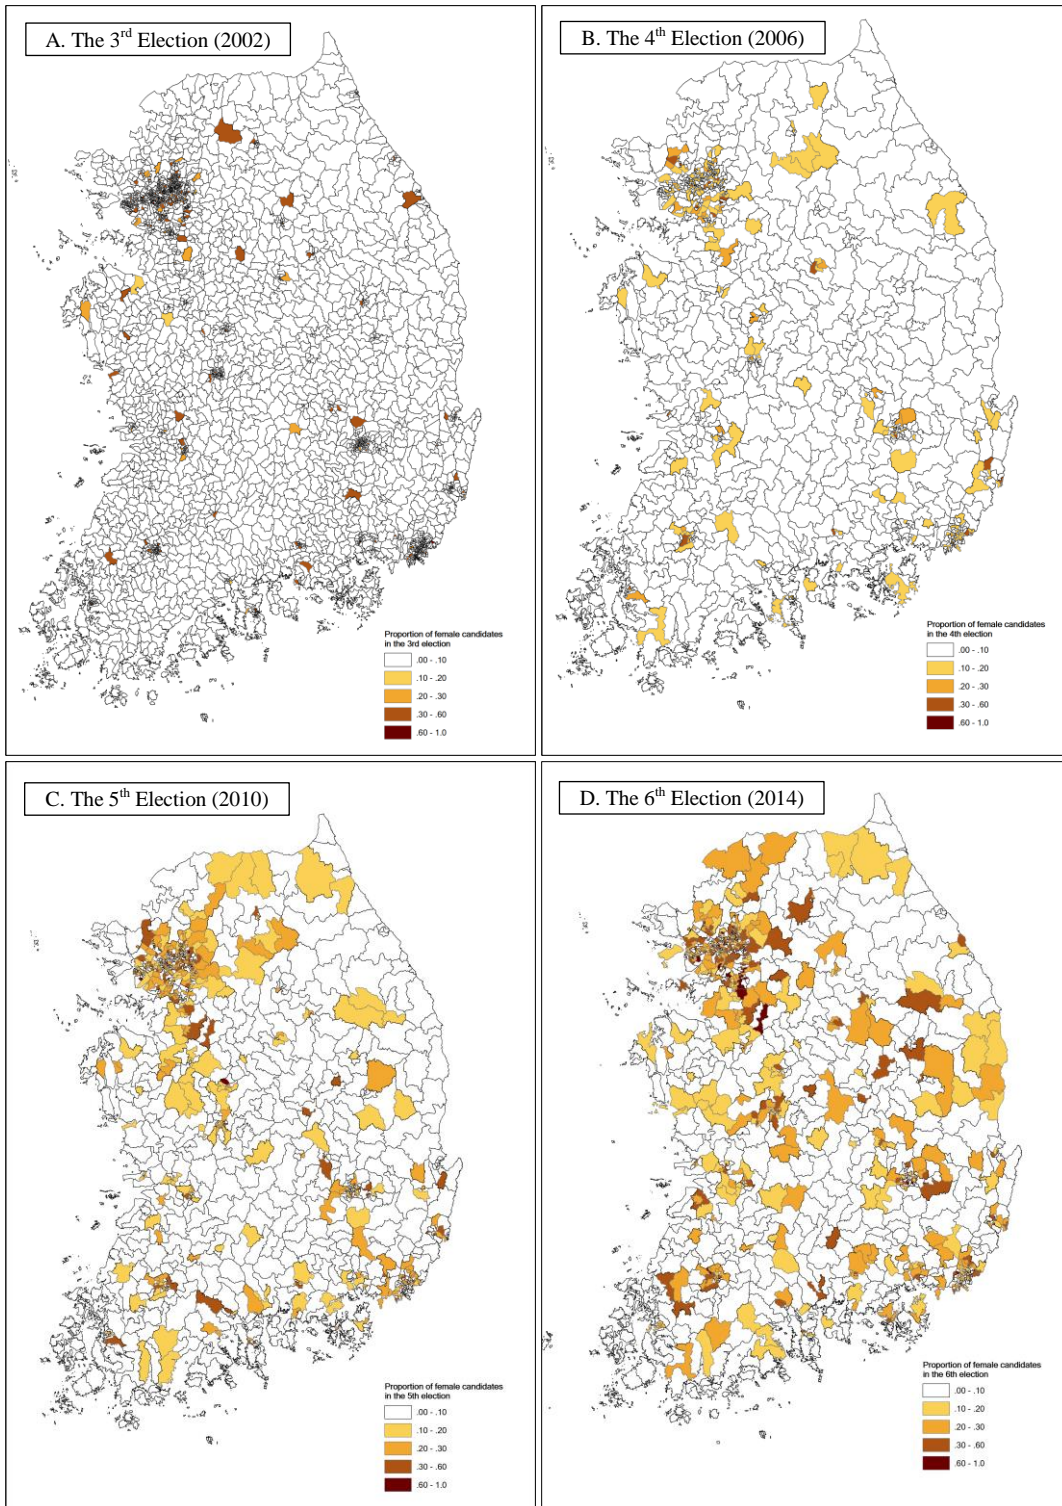 A. The 3rd Election (2002)
Proportion of female candidates
in the 3rd election
.00 - .10
.10 - .20
.20 - .30
.30 - .60
.60 - 1.0
B. The 4th Election (2006)
Proportion of female candidates
in the 4th election
.00 - .10
.10 - .20
.20 - .30
.30 - .60
.60 - 1.0
C. The 5th Election (2010)
Proportion of female candidates
in the 5th election
.00 - .10
.10 - .20
.20 - .30
.30 - .60
.60 - 1.0
D. The 6th Election (2014)
Proportion of female candidates
in the 6th election
.00 - .10
.10 - .20
.20 - .30
.30 - .60
.60 - 1.0